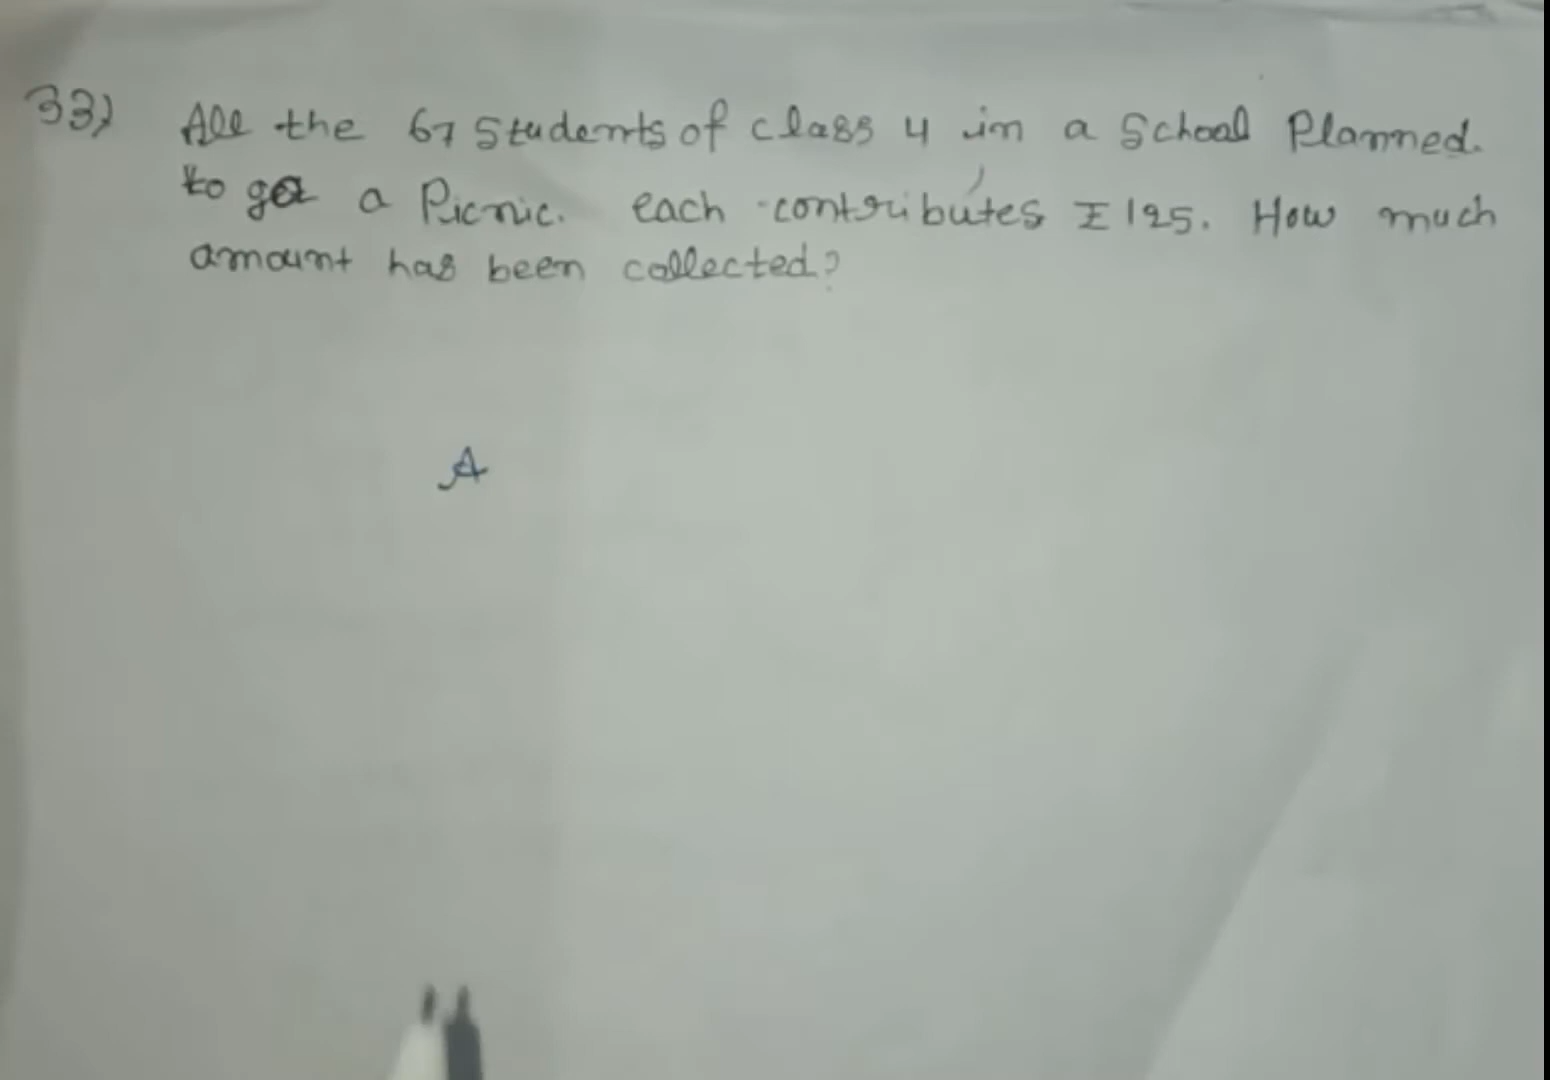 33) All the 67 Students of class 4 in a School Planned.
to go a Picnic. each contributes ₹125. How much
amount has been collected?
A